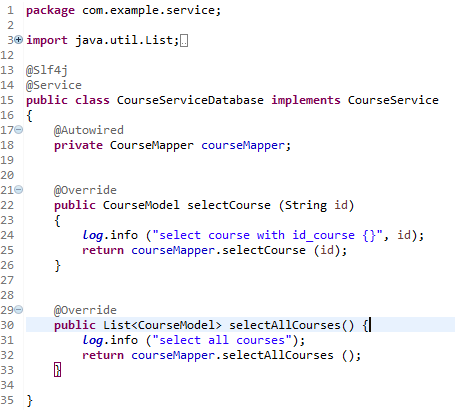 1 package com.example.service;
2
3 import java.util.List;
12
13 @Slf4j
14 @Service
15 public class CourseServiceDatabase implements CourseService
16 {
17     @Autowired
18     private CourseMapper courseMapper;
19
20
21     @Override
22     public CourseModel selectCourse (String id)
23     {
24         log.info ("select course with id_course {}", id);
25         return courseMapper.selectCourse (id);
26     }
27
28
29     @Override
30     public List<CourseModel> selectAllCourses() {
31         log.info ("select all courses");
32         return courseMapper.selectAllCourses ();
33     }
34
35 }